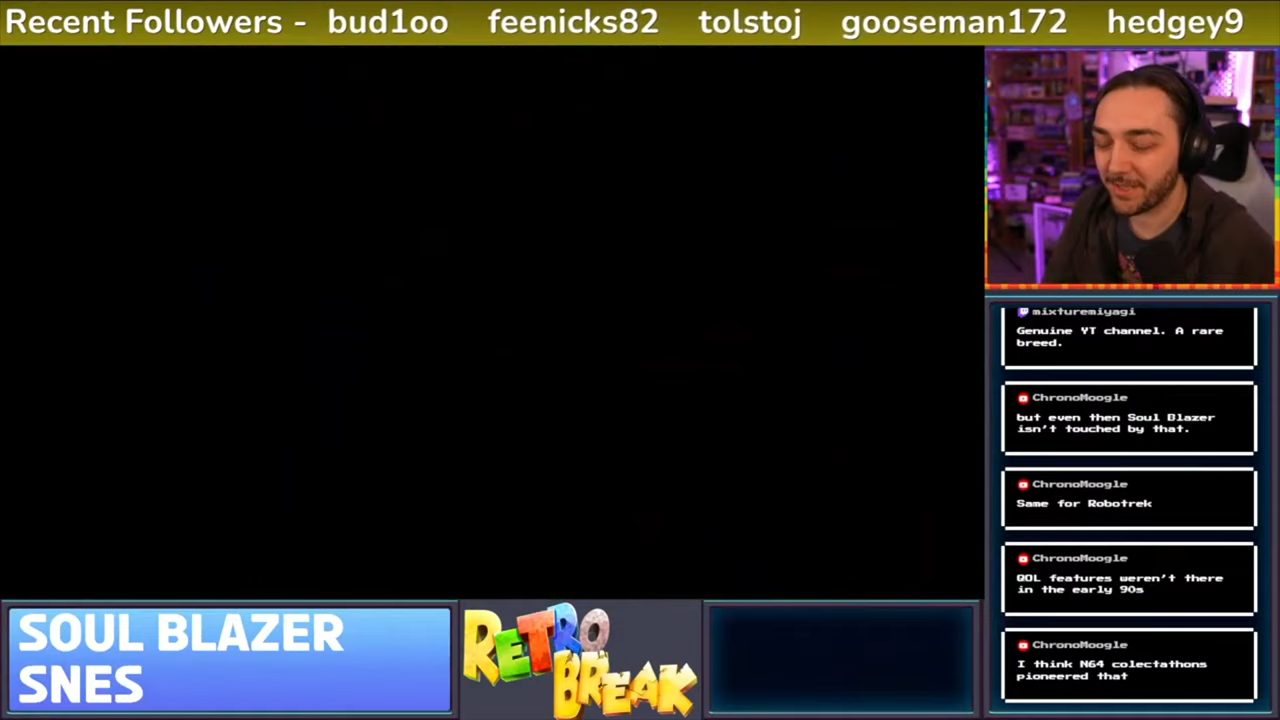 Recent Followers - bud1oo feenicks82 tolstoj gooseman172 hedgey9
mixturemiyagi
Genuine YT channel. A rare
breed.
ChronoMoogle
but even then Soul Blazer
isn't touched by that.
ChronoMoogle
Same for Robotrek
ChronoMoogle
QOL features weren't there
in the early 90s
ChronoMoogle
I think N64 colectathons
pioneered that
SOUL BLAZER
SNES
RETRO
BREAK